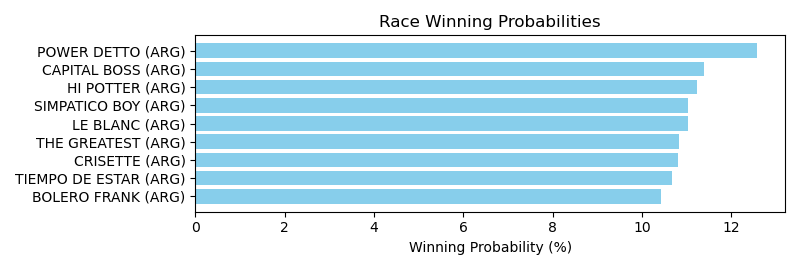 Race Winning Probabilities
POWER DETTO (ARG)
CAPITAL BOSS (ARG)
HI POTTER (ARG)
SIMPATICO BOY (ARG)
LE BLANC (ARG)
THE GREATEST (ARG)
CRISETTE (ARG)
TIEMPO DE ESTAR (ARG)
BOLERO FRANK (ARG)
0 2 4 6 8 10 12
Winning Probability (%)